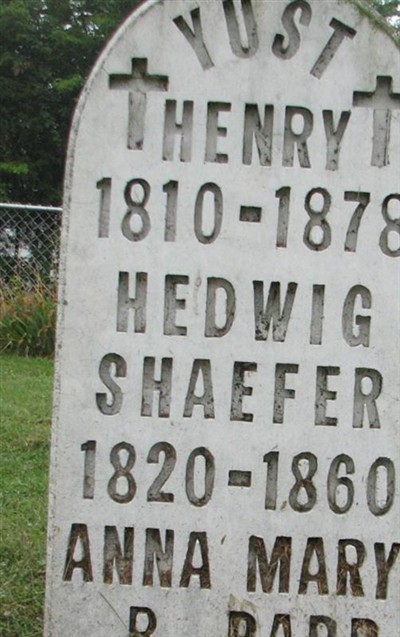 YUST
HENRY
1810-1878
HEDWIG
SHAEFER
1820-1860
ANNA MARY